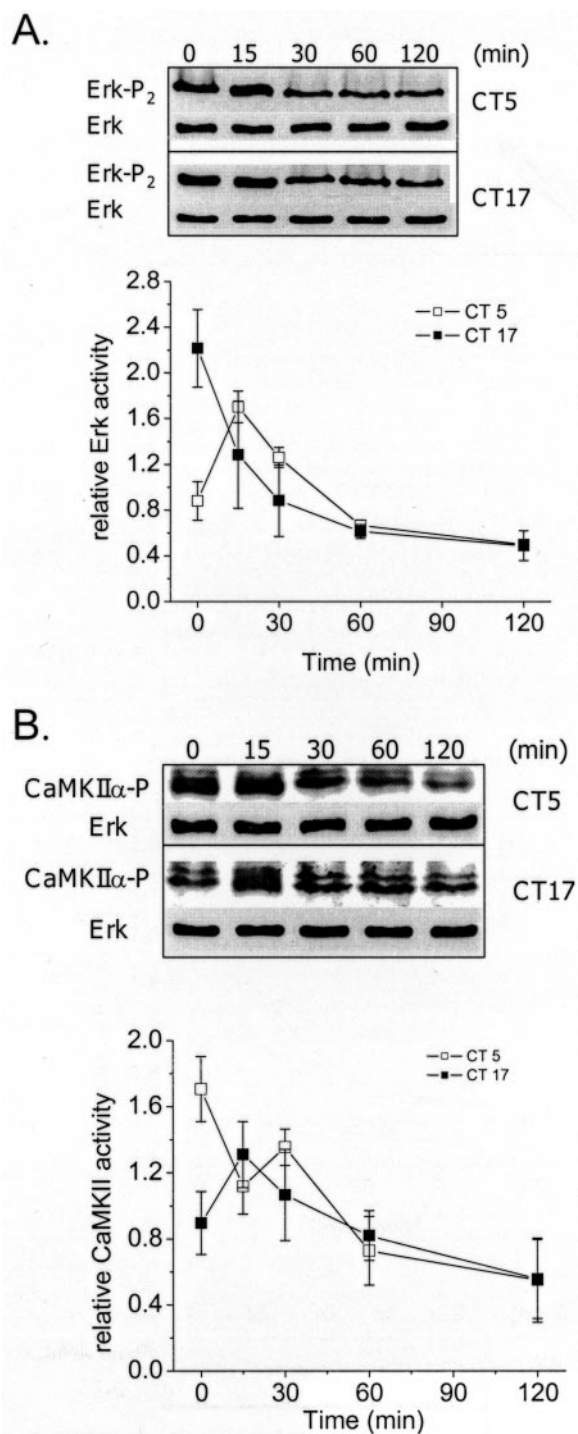 A.
0 15 30 60 120 (min)
Erk-P2
CT5
Erk
Erk-P2
CT17
Erk
2.8
CT 5
2.4
CT 17
2.0
1.6
1.2
0.8
0.4
0.0
relative Erk activity
0 30 60 90 120
Time (min)
B.
0 15 30 60 120 (min)
CaMKIIα-P
CT5
Erk
CaMKIIα-P
CT17
Erk
2.0
CT 5
CT 17
1.6
1.2
0.8
0.4
0.0
relative CaMKII activity
0 30 60 90 120
Time (min)